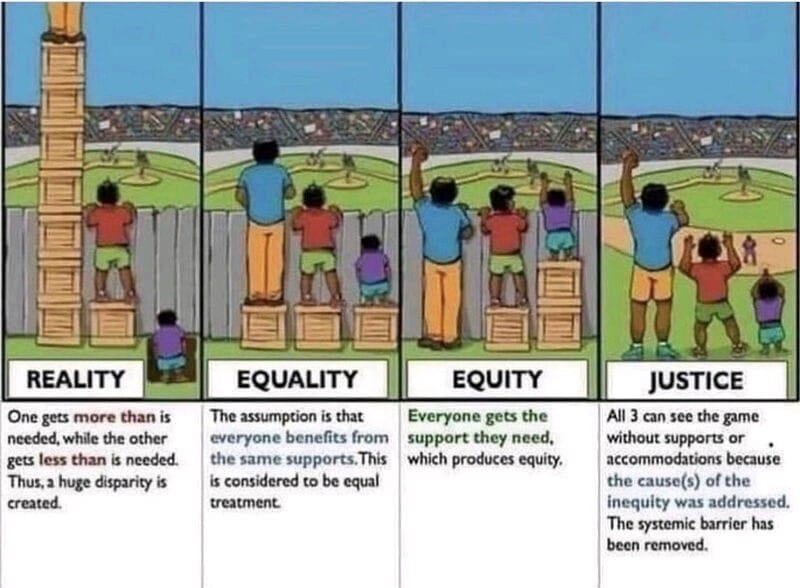 REALITY
One gets more than is
needed, while the other
gets less than is needed.
Thus, a huge disparity is
created.
EQUALITY
The assumption is that
everyone benefits from
the same supports.This
is considered to be equal
treatment.
EQUITY
Everyone gets the
support they need,
which produces equity.
JUSTICE
All 3 can see the game
without supports or
accommodations because
the cause(s) of the
inequity was addressed.
The systemic barrier has
been removed.